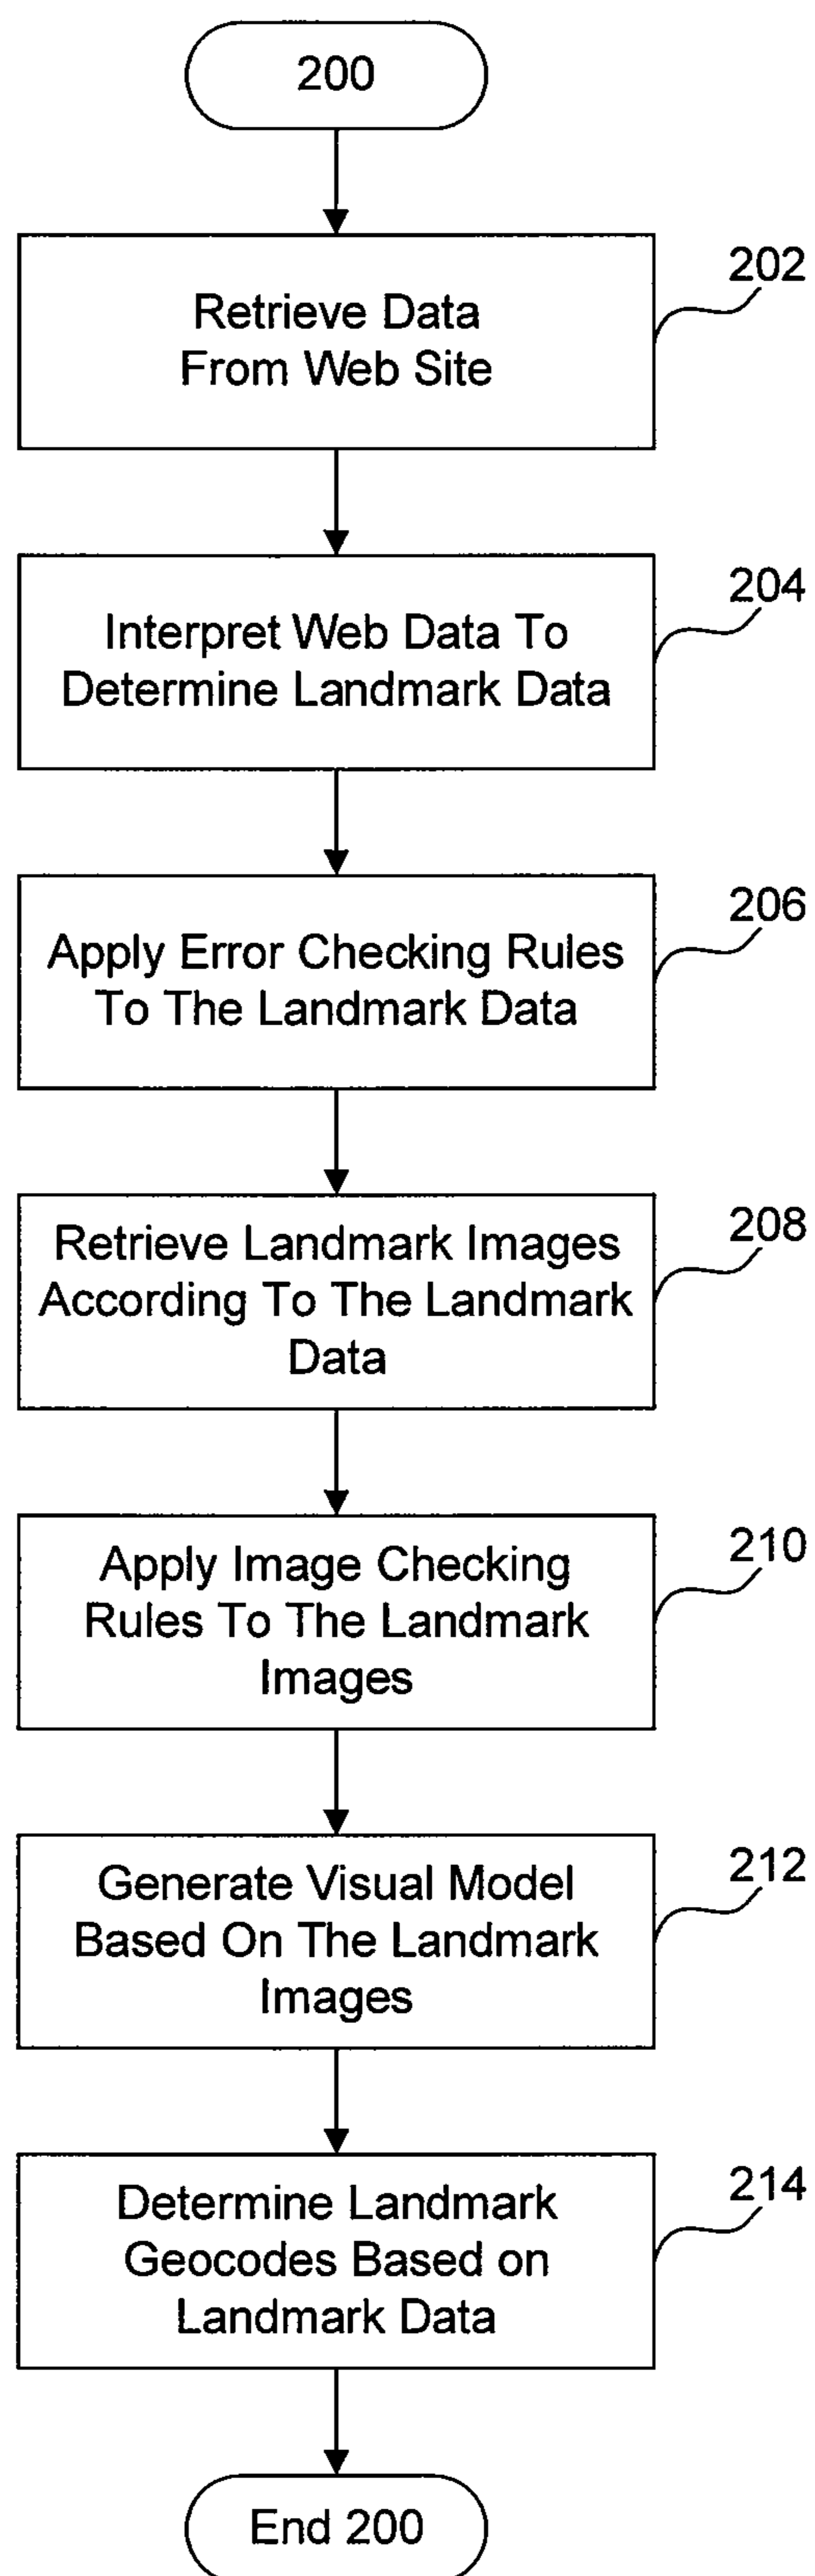 200
Retrieve Data
From Web Site
202
Interpret Web Data To
Determine Landmark Data
204
Apply Error Checking Rules
To The Landmark Data
206
Retrieve Landmark Images
According To The Landmark
Data
208
Apply Image Checking
Rules To The Landmark
Images
210
Generate Visual Model
Based On The Landmark
Images
212
Determine Landmark
Geocodes Based on
Landmark Data
214
End 200